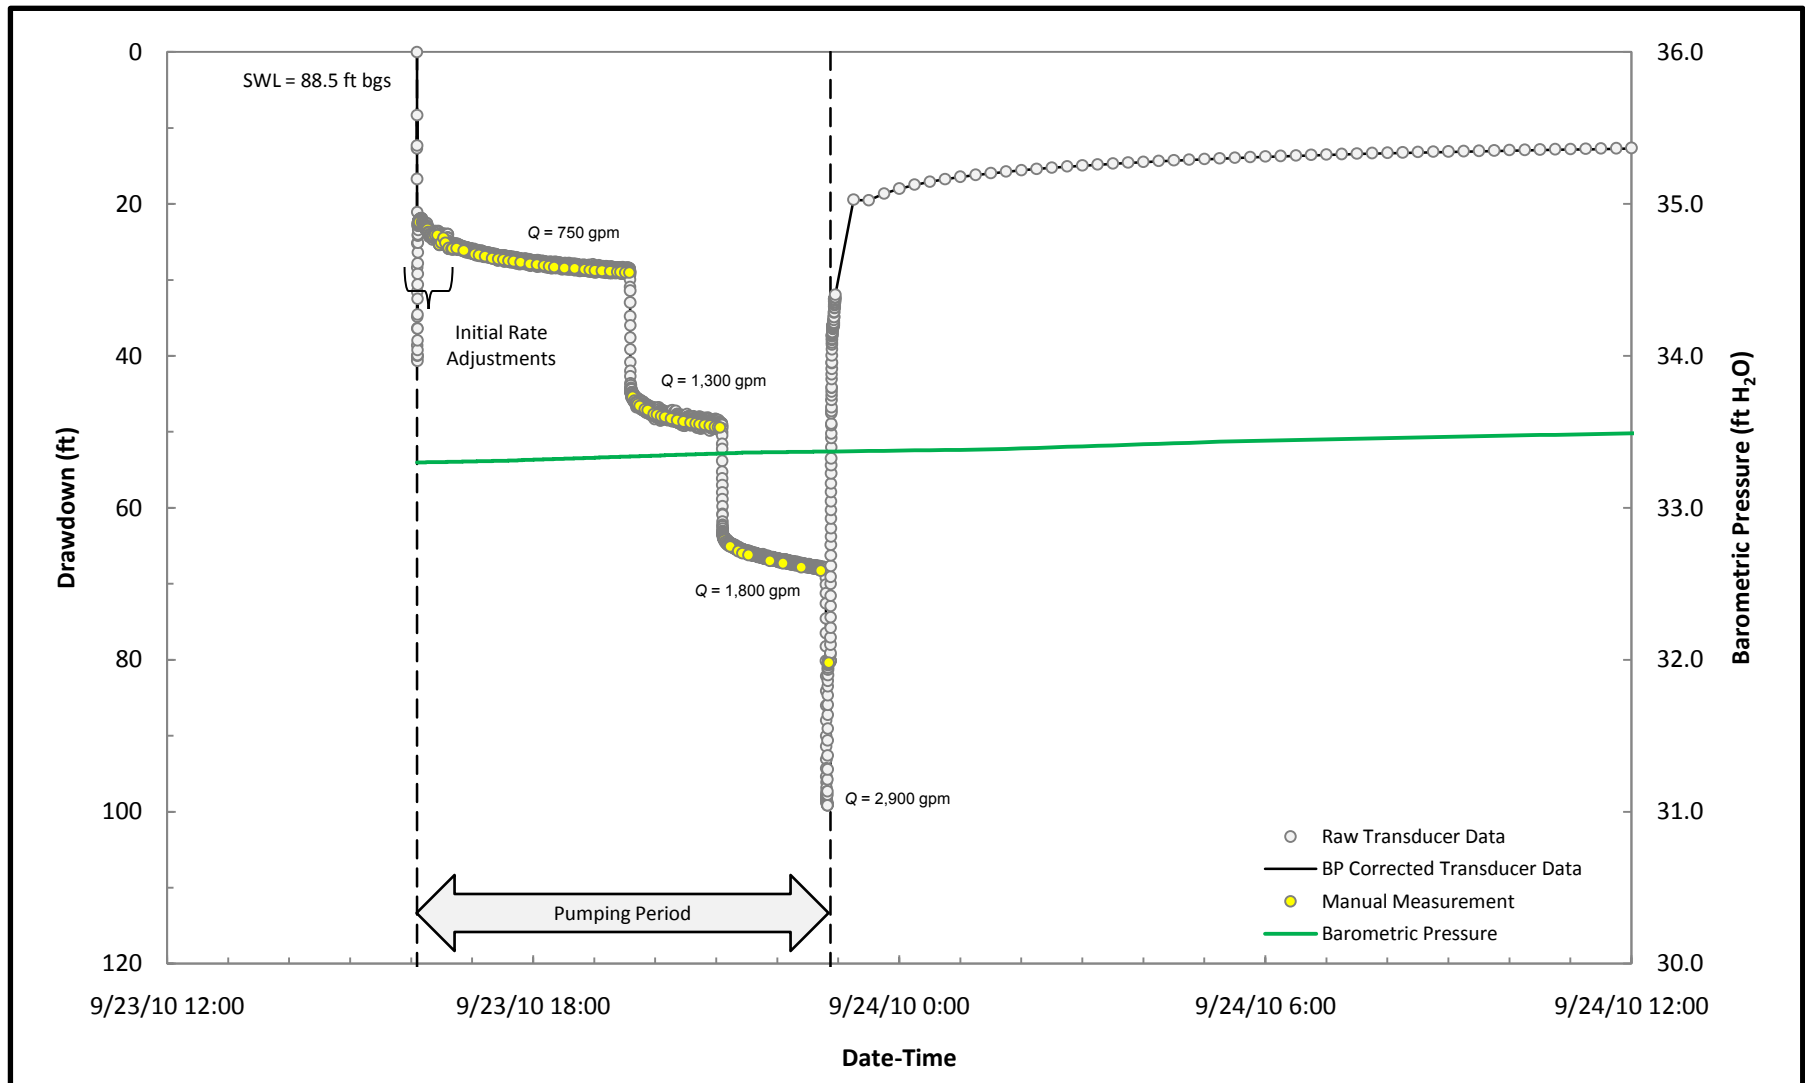 0
20
40
60
80
100
120
Drawdown (ft)
36.0
35.0
34.0
33.0
32.0
31.0
30.0
Barometric Pressure (ft H₂O)
SWL = 88.5 ft bgs
Q = 750 gpm
Initial Rate
Adjustments
Q = 1,300 gpm
Q = 1,800 gpm
Q = 2,900 gpm
Raw Transducer Data
BP Corrected Transducer Data
Manual Measurement
Barometric Pressure
Pumping Period
9/23/10 12:00
9/23/10 18:00
9/24/10 0:00
9/24/10 6:00
9/24/10 12:00
Date-Time